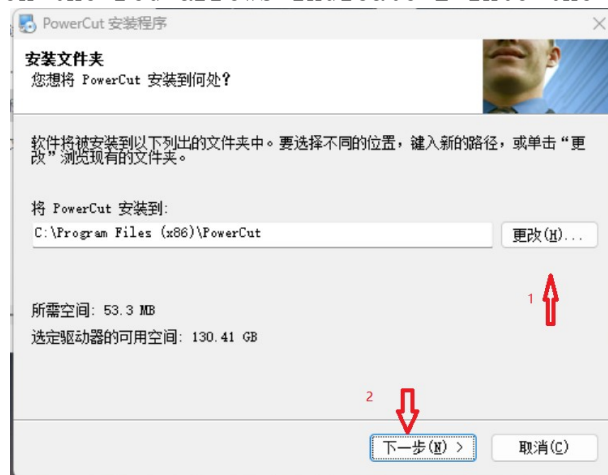 PowerCut 安装程序
安装文件夹
您想将 PowerCut 安装到何处?
软件将被安装到以下列出的文件夹中。要选择不同的位置，键入新的路径，或单击“更
改”浏览现有的文件夹。
将 PowerCut 安装到:
C:\Program Files (x86)\PowerCut
更改(H)...
1
所需空间: 53.3 MB
选定驱动器的可用空间: 130.41 GB
2
下一步(N) >
取消(C)